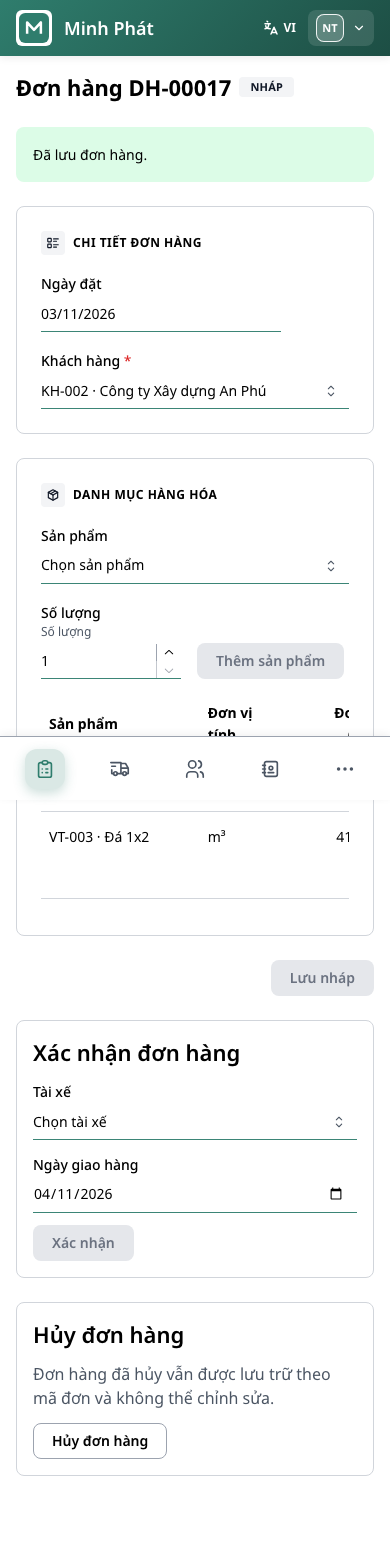 Minh Phát
VI
NT
Đơn hàng DH-00017
NHÁP
Đã lưu đơn hàng.
CHI TIẾT ĐƠN HÀNG
Ngày đặt
03/11/2026
Khách hàng *
KH-002 · Công ty Xây dựng An Phú
DANH MỤC HÀNG HÓA
Sản phẩm
Chọn sản phẩm
Số lượng
Số lượng
1
Thêm sản phẩm
Sản phẩm
Đơn vị
tính
VT-003 · Đá 1x2
m³
41
Lưu nháp
Xác nhận đơn hàng
Tài xế
Chọn tài xế
Ngày giao hàng
04/11/2026
Xác nhận
Hủy đơn hàng
Đơn hàng đã hủy vẫn được lưu trữ theo
mã đơn và không thể chỉnh sửa.
Hủy đơn hàng